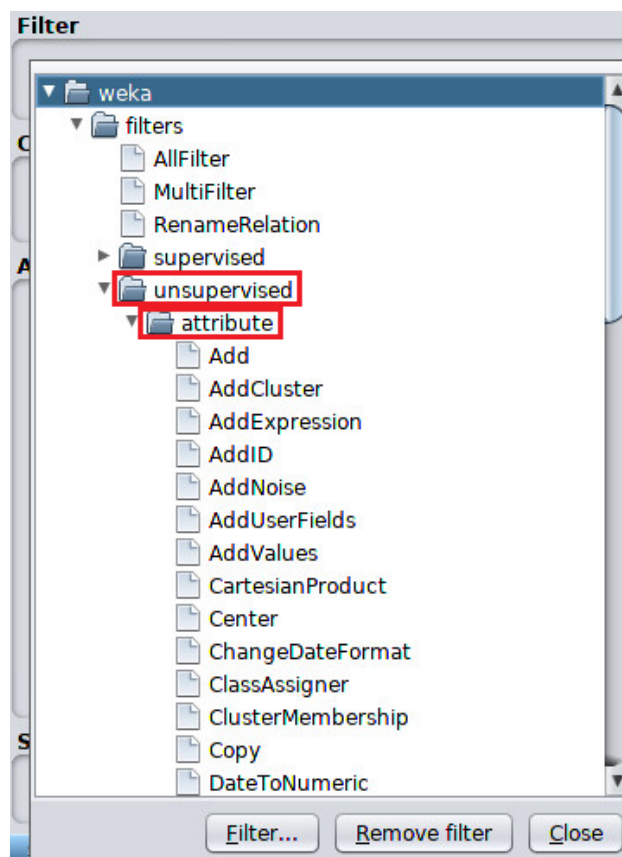 Filter
weka
filters
AllFilter
MultiFilter
RenameRelation
supervised
unsupervised
attribute
Add
AddCluster
AddExpression
AddID
AddNoise
AddUserFields
AddValues
CartesianProduct
Center
ChangeDateFormat
ClassAssigner
ClusterMembership
Copy
DateToNumeric
Filter... Remove filter Close